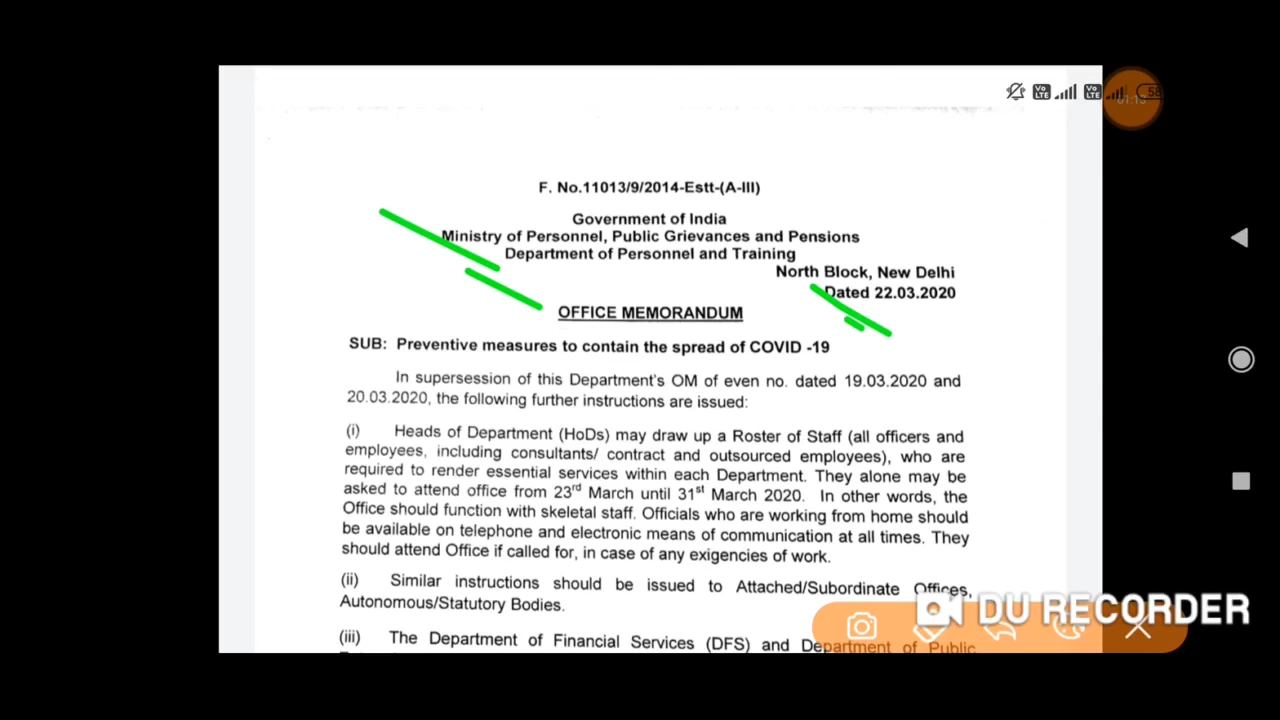 Vo LTE
Vo LTE
58
01:13
F. No.11013/9/2014-Estt-(A-III)
Government of India
Ministry of Personnel, Public Grievances and Pensions
Department of Personnel and Training
North Block, New Delhi
Dated 22.03.2020
OFFICE MEMORANDUM
SUB: Preventive measures to contain the spread of COVID -19
In supersession of this Department's OM of even no. dated 19.03.2020 and
20.03.2020, the following further instructions are issued:
(i) Heads of Department (HoDs) may draw up a Roster of Staff (all officers and
employees, including consultants/ contract and outsourced employees), who are
required to render essential services within each Department. They alone may be
asked to attend office from 23rd March until 31st March 2020. In other words, the
Office should function with skeletal staff. Officials who are working from home should
be available on telephone and electronic means of communication at all times. They
should attend Office if called for, in case of any exigencies of work.
(ii) Similar instructions should be issued to Attached/Subordinate Offices,
Autonomous/Statutory Bodies.
DU RECORDER
(iii) The Department of Financial Services (DFS) and Department of Public